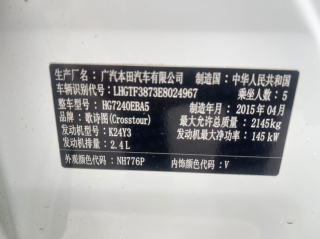 生产厂名：广汽本田汽车有限公司 制造国：中华人民共和国
车辆识别代号：LHGTF3873E8024967 乘坐人数：5
整车型号：HG7240EBA5 制造年月：2015年04月
品牌：歌诗图(Crosstour) 最大允许总质量：2145kg
发动机型号：K24Y3 发动机最大净功率：145kW
发动机排量：2.4L
外观颜色代码：NH776P 内饰颜色代码：V